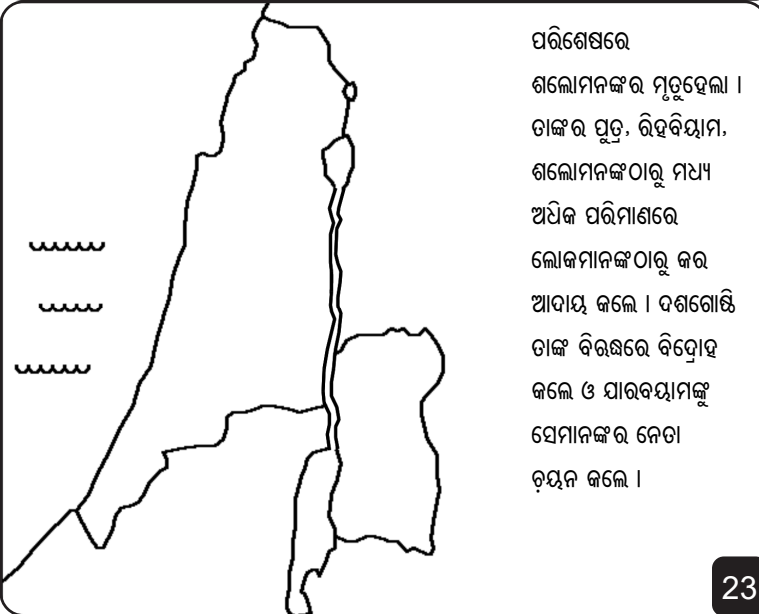 ପରିଶେଷରେ
ଶଲୋମନଙ୍କର ମୃତୁହେଲା ।
ତାଙ୍କର ପୁତ୍ର, ରିହବିୟାମ,
ଶଲୋମନଙ୍କଠାରୁ ମଧ୍ୟ
ଅଧିକ ପରିମାଣରେ
ଲୋକମାନଙ୍କଠାରୁ କର
ଆଦାୟ କଲେ । ଦଶଗୋଷ୍ଠି
ତାଙ୍କ ବିରୁଦ୍ଧରେ ବିଦ୍ରୋହ
କଲେ ଓ ଯାରବୟାମଙ୍କୁ
ସେମାନଙ୍କର ନେତା
ଚୟନ କଲେ ।
23